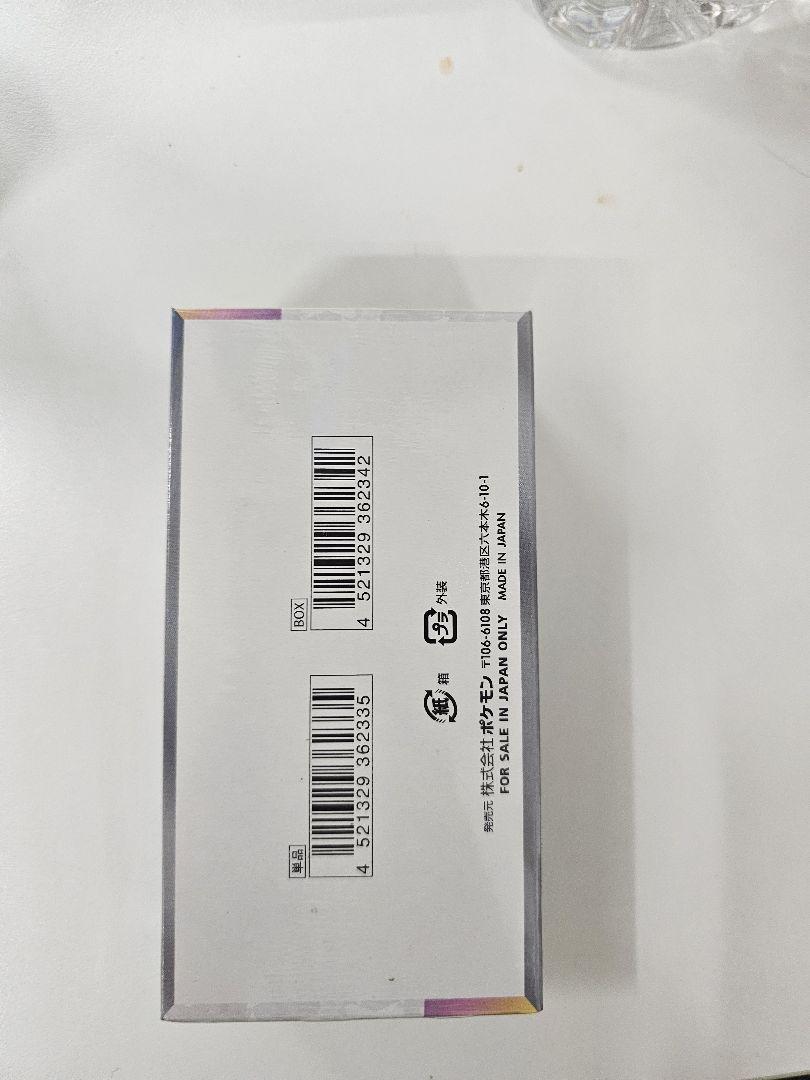 単品
4 521329 362335
BOX
4 521329 362342
紙 箱
プラ 外装
発売元 株式会社ポケモン 〒106-6108 東京都港区六本木6-10-1
FOR SALE IN JAPAN ONLY MADE IN JAPAN